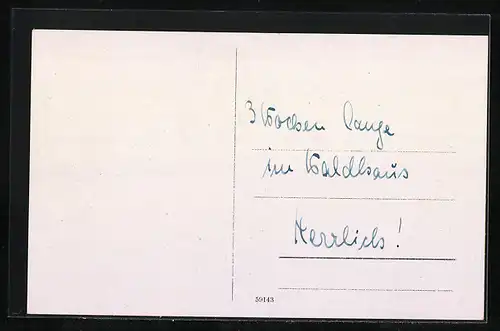 3 Wochen lange
im Waldhaus
Herrlich!
59143